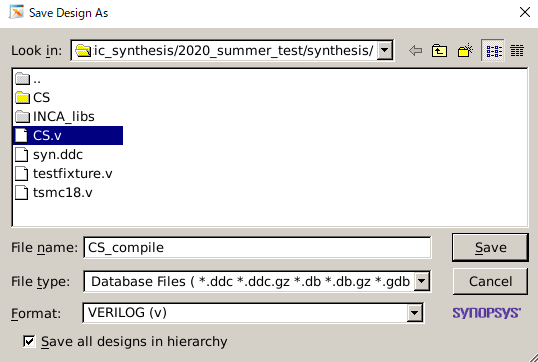 Save Design As
Look in: ic_synthesis/2020_summer_test/synthesis/
..
CS
INCA_libs
CS.v
syn.ddc
testfixture.v
tsmc18.v
File name: CS_compile Save
File type: Database Files ( *.ddc *.ddc.gz *.db *.db.gz *.gdb Cancel
Format: VERILOG (v) SYNOPSYS®
Save all designs in hierarchy